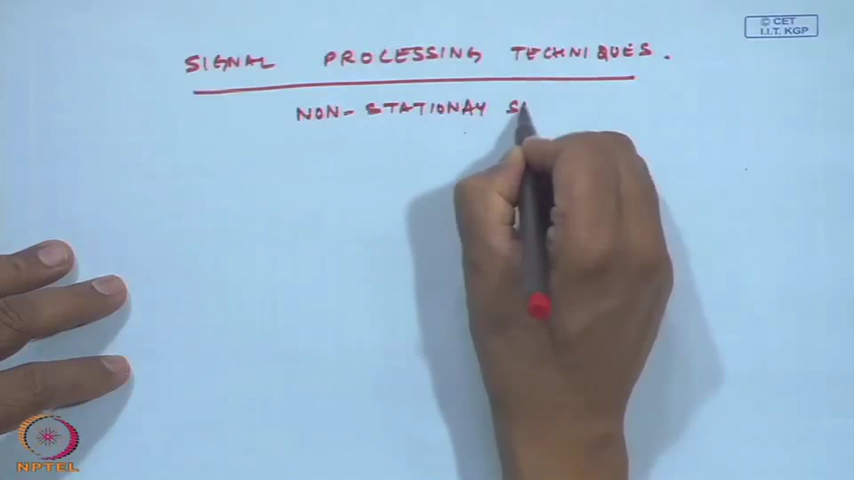 © CET
I.I.T. KGP
SIGNAL PROCESSING TECHNIQUES.
NON-STATIONAY S
NPTEL